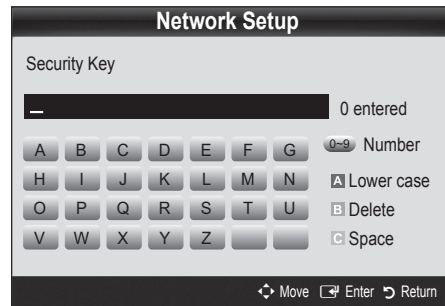 Network Setup
Security Key
_ 0 entered
A B C D E F G 0~9 Number
H I J K L M N A Lower case
O P Q R S T U B Delete
V W X Y Z C Space
Move Enter Return